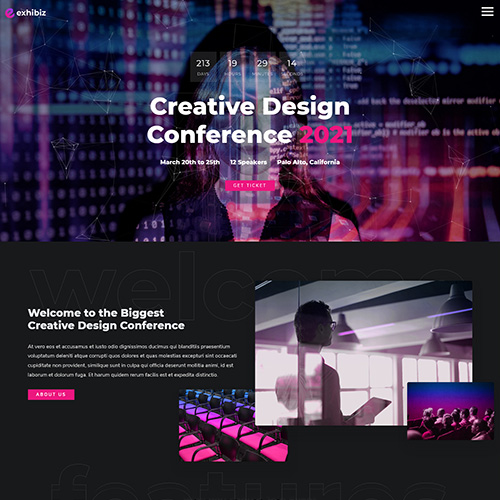 exhibiz
213 19 29 14
DAYS HOURS MINUTES SECONDS
Creative Design
Conference 2021
March 20th to 25th 12 Speakers Palo Alto, California
GET TICKET
welcome
Welcome to the Biggest
Creative Design Conference
At vero eos et accusamus et iusto odio dignissimos ducimus qui blanditiis praesentium
voluptatum deleniti atque corrupti quos dolores et quas molestias excepturi sint occaecati
cupiditate non provident, similique sunt in culpa qui officia deserunt mollitia animi, id est
laborum et dolorum fuga. Et harum quidem rerum facilis est et expedita distinctio.
ABOUT US
features